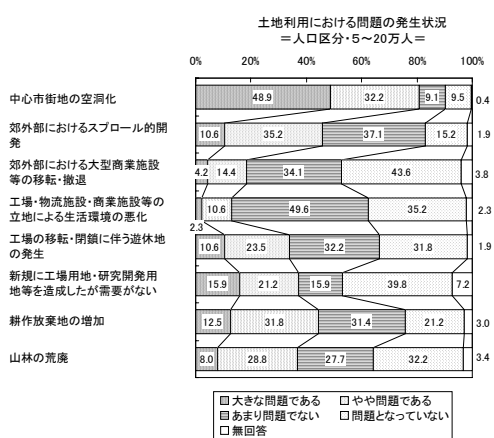 土地利用における問題の発生状況
＝人口区分・5～20万人＝
0% 20% 40% 60% 80% 100%
中心市街地の空洞化 48.9 32.2 9.1 9.5 0.4
郊外部におけるスプロール的開
発 10.6 35.2 37.1 15.2 1.9
郊外部における大型商業施設
等の移転・撤退 4.2 14.4 34.1 43.6 3.8
工場・物流施設・商業施設等の
立地による生活環境の悪化 2.3 10.6 49.6 35.2 2.3
工場の移転・閉鎖に伴う遊休地
の発生 10.6 23.5 32.2 31.8 1.9
新規に工場用地・研究開発用
地等を造成したが需要がない 15.9 21.2 15.9 39.8 7.2
耕作放棄地の増加 12.5 31.8 31.4 21.2 3.0
山林の荒廃 8.0 28.8 27.7 32.2 3.4
大きな問題である やや問題である
あまり問題でない 問題となっていない
無回答